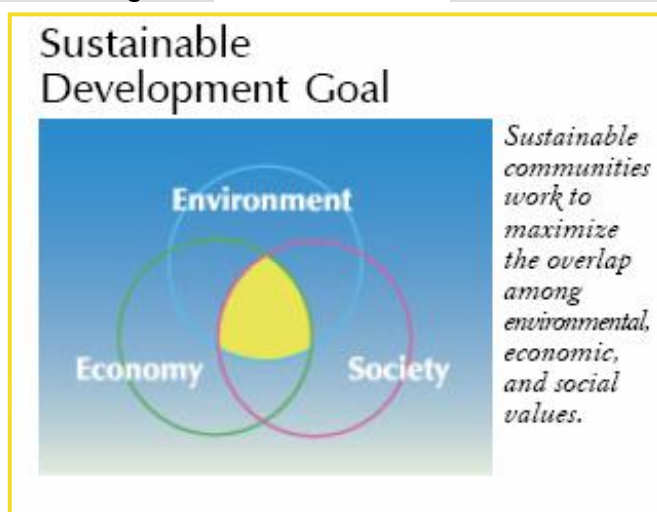 Sustainable
Development Goal
Environment
Economy
Society
Sustainable
communities
work to
maximize
the overlap
among
environmental,
economic,
and social
values.